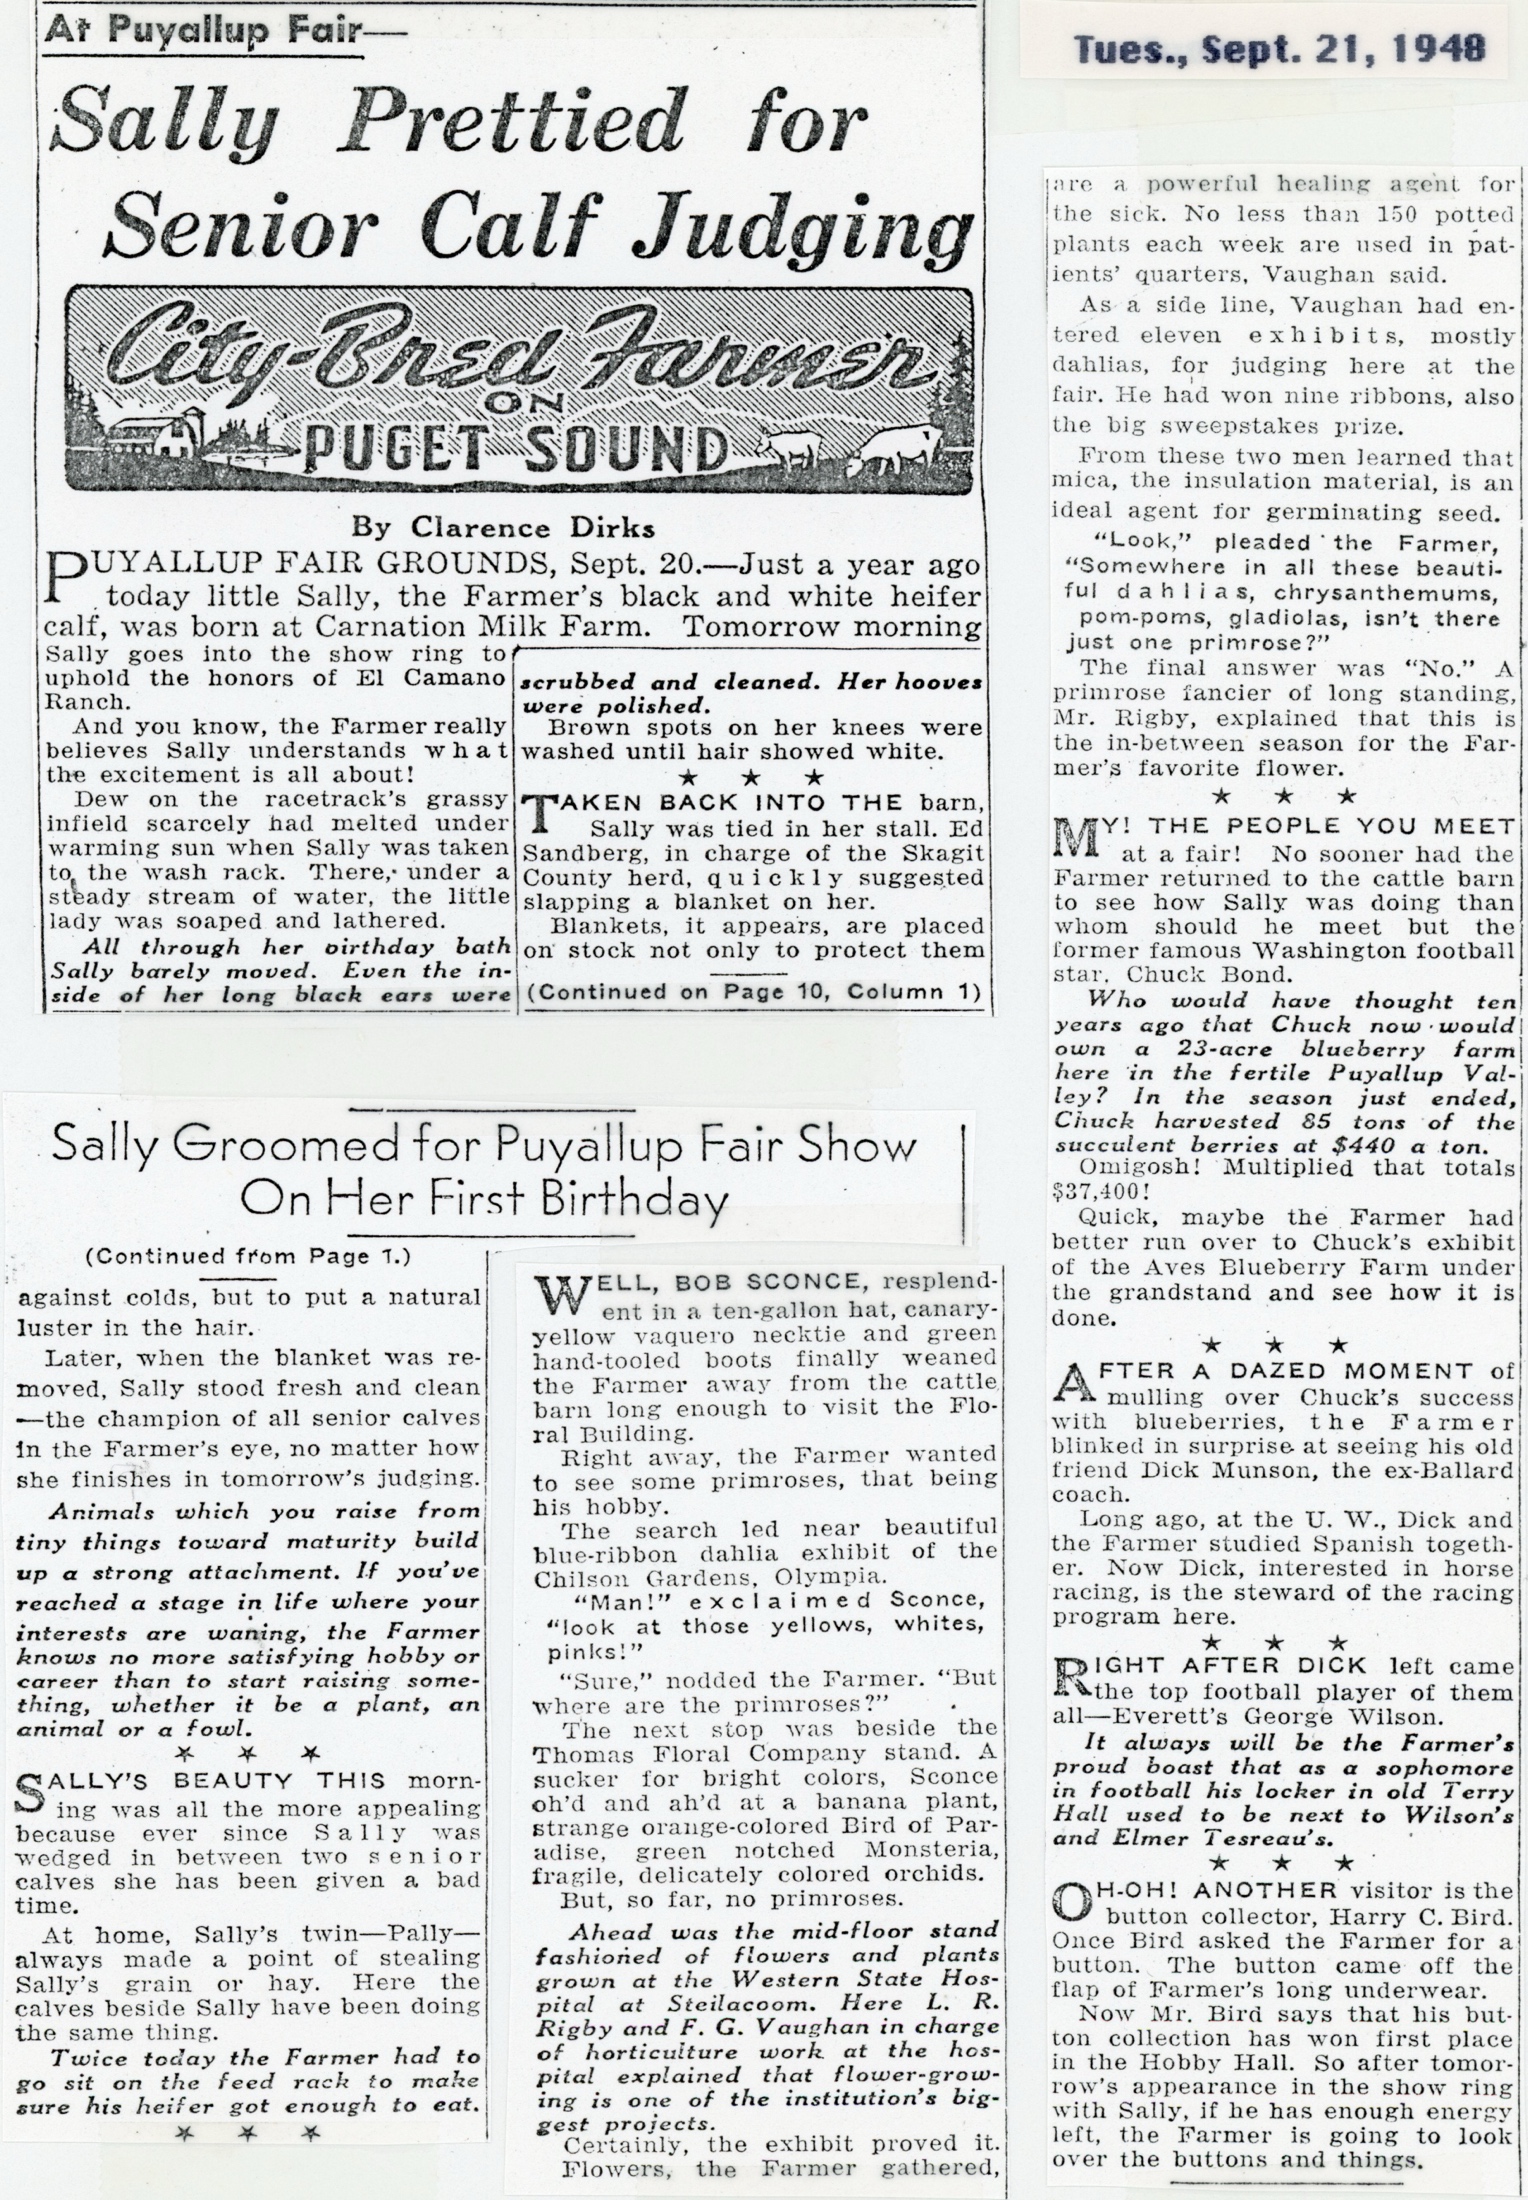 At Puyallup Fair—
Sally Prettied for
Senior Calf Judging
City-Bred Farmer
ON
PUGET SOUND
By Clarence Dirks
PUYALLUP FAIR GROUNDS, Sept. 20.—Just a year ago
today little Sally, the Farmer's black and white heifer
calf, was born at Carnation Milk Farm. Tomorrow morning
Sally goes into the show ring to
uphold the honors of El Camano
Ranch.
And you know, the Farmer really
believes Sally understands what
the excitement is all about!
Dew on the racetrack's grassy
infield scarcely had melted under
warming sun when Sally was taken
to the wash rack. There, under a
steady stream of water, the little
lady was soaped and lathered.
All through her birthday bath
Sally barely moved. Even the in-
side of her long black ears were
scrubbed and cleaned. Her hooves
were polished.
Brown spots on her knees were
washed until hair showed white.
★ ★ ★
TAKEN BACK INTO THE barn,
Sally was tied in her stall. Ed
Sandberg, in charge of the Skagit
County herd, quickly suggested
slapping a blanket on her.
Blankets, it appears, are placed
on stock not only to protect them
(Continued on Page 10, Column 1)
Sally Groomed for Puyallup Fair Show
On Her First Birthday
(Continued from Page 1.)
against colds, but to put a natural
luster in the hair.
Later, when the blanket was re-
moved, Sally stood fresh and clean
—the champion of all senior calves
in the Farmer's eye, no matter how
she finishes in tomorrow's judging.
Animals which you raise from
tiny things toward maturity build
up a strong attachment. If you've
reached a stage in life where your
interests are waning, the Farmer
knows no more satisfying hobby or
career than to start raising some-
thing, whether it be a plant, an
animal or a fowl.
★ ★ ★
SALLY'S BEAUTY THIS morn-
ing was all the more appealing
because ever since Sally was
wedged in between two senior
calves she has been given a bad
time.
At home, Sally's twin—Pally—
always made a point of stealing
Sally's grain or hay. Here the
calves beside Sally have been doing
the same thing.
Twice today the Farmer had to
go sit on the feed rack to make
sure his heifer got enough to eat.
★ ★ ★
WELL, BOB SCONCE, resplend-
ent in a ten-gallon hat, canary-
yellow vaquero necktie and green
hand-tooled boots finally weaned
the Farmer away from the cattle
barn long enough to visit the Flo-
ral Building.
Right away, the Farmer wanted
to see some primroses, that being
his hobby.
The search led near beautiful
blue-ribbon dahlia exhibit of the
Chilson Gardens, Olympia.
"Man!" exclaimed Sconce,
"look at those yellows, whites,
pinks!"
"Sure," nodded the Farmer. "But
where are the primroses?"
The next stop was beside the
Thomas Floral Company stand. A
sucker for bright colors, Sconce
oh'd and ah'd at a banana plant,
strange orange-colored Bird of Par-
adise, green notched Monsteria,
fragile, delicately colored orchids.
But, so far, no primroses.
Ahead was the mid-floor stand
fashioned of flowers and plants
grown at the Western State Hos-
pital at Steilacoom. Here L. R.
Rigby and F. G. Vaughan in charge
of horticulture work at the hos-
pital explained that flower-grow-
ing is one of the institution's big-
gest projects.
Certainly, the exhibit proved it.
Flowers, the Farmer gathered,
Tues., Sept. 21, 1948
are a powerful healing agent for
the sick. No less than 150 potted
plants each week are used in pat-
ients' quarters, Vaughan said.
As a side line, Vaughan had en-
tered eleven exhibits, mostly
dahlias, for judging here at the
fair. He had won nine ribbons, also
the big sweepstakes prize.
From these two men learned that
mica, the insulation material, is an
ideal agent for germinating seed.
"Look," pleaded the Farmer,
"Somewhere in all these beauti-
ful dahlias, chrysanthemums,
pom-poms, gladiolas, isn't there
just one primrose?"
The final answer was "No." A
primrose fancier of long standing,
Mr. Rigby, explained that this is
the in-between season for the Far-
mer's favorite flower.
★ ★ ★
MY! THE PEOPLE YOU MEET
at a fair! No sooner had the
Farmer returned to the cattle barn
to see how Sally was doing than
whom should he meet but the
former famous Washington football
star, Chuck Bond.
Who would have thought ten
years ago that Chuck now would
own a 23-acre blueberry farm
here in the fertile Puyallup Val-
ley? In the season just ended,
Chuck harvested 85 tons of the
succulent berries at $440 a ton.
Omigosh! Multiplied that totals
$37,400!
Quick, maybe the Farmer had
better run over to Chuck's exhibit
of the Aves Blueberry Farm under
the grandstand and see how it is
done.
★ ★ ★
AFTER A DAZED MOMENT of
mulling over Chuck's success
with blueberries, the Farmer
blinked in surprise at seeing his old
friend Dick Munson, the ex-Ballard
coach.
Long ago, at the U. W., Dick and
the Farmer studied Spanish togeth-
er. Now Dick, interested in horse
racing, is the steward of the racing
program here.
★ ★ ★
RIGHT AFTER DICK left came
the top football player of them
all—Everett's George Wilson.
It always will be the Farmer's
proud boast that as a sophomore
in football his locker in old Terry
Hall used to be next to Wilson's
and Elmer Tesreau's.
★ ★ ★
OH-OH! ANOTHER visitor is the
button collector, Harry C. Bird.
Once Bird asked the Farmer for a
button. The button came off the
flap of Farmer's long underwear.
Now Mr. Bird says that his but-
ton collection has won first place
in the Hobby Hall. So after tomor-
row's appearance in the show ring
with Sally, if he has enough energy
left, the Farmer is going to look
over the buttons and things.